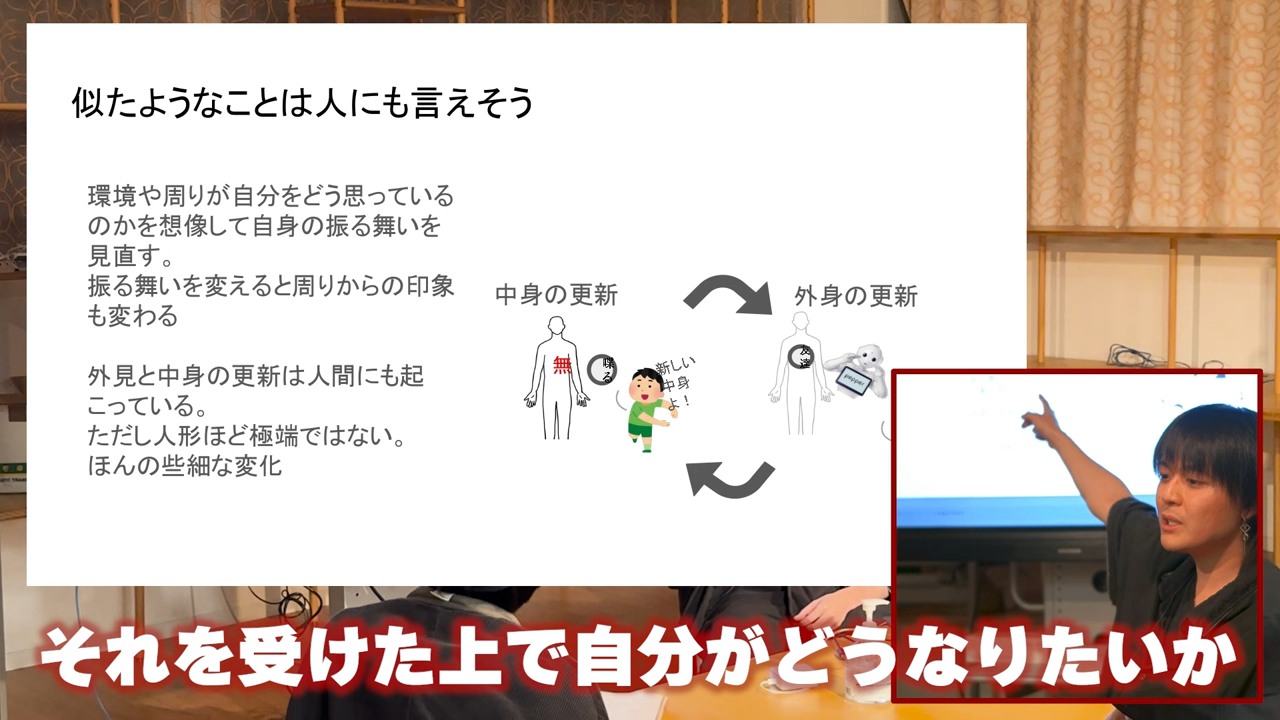 似たようなことは人にも言えそう
環境や周りが自分をどう思っている
のかを想像して自身の振る舞いを
見直す。
振る舞いを変えると周りからの印象
も変わる
外見と中身の更新は人間にも起
こっている。
ただし人形ほど極端ではない。
ほんの些細な変化
中身の更新
無
喋る
新しい
中身
よ！
外身の更新
友達
pepper
それを受けた上で自分がどうなりたいか